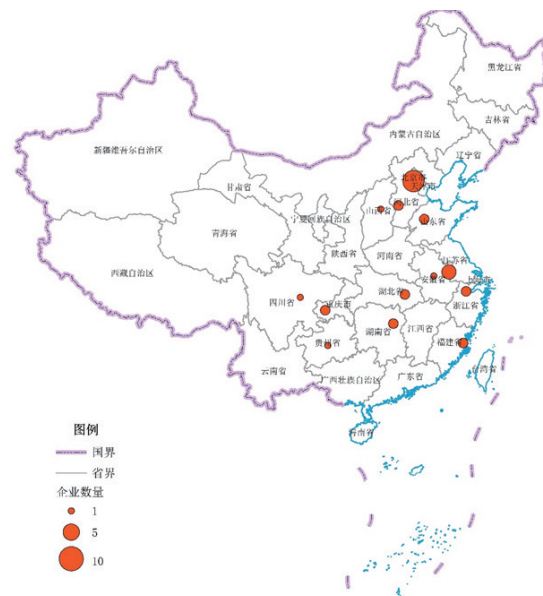 黑龙江省
吉林省
内蒙古自治区
辽宁省
新疆维吾尔自治区
北京市
天津市
甘肃省
山西省
河北省
宁夏回族自治区
山东省
青海省
陕西省
河南省
江苏省
西藏自治区
安徽省
上海市
四川省
重庆市
湖北省
浙江省
湖南省
江西省
贵州省
福建省
云南省
广西壮族自治区
广东省
台湾省
海南省
图例
国界
省界
企业数量
1
5
10